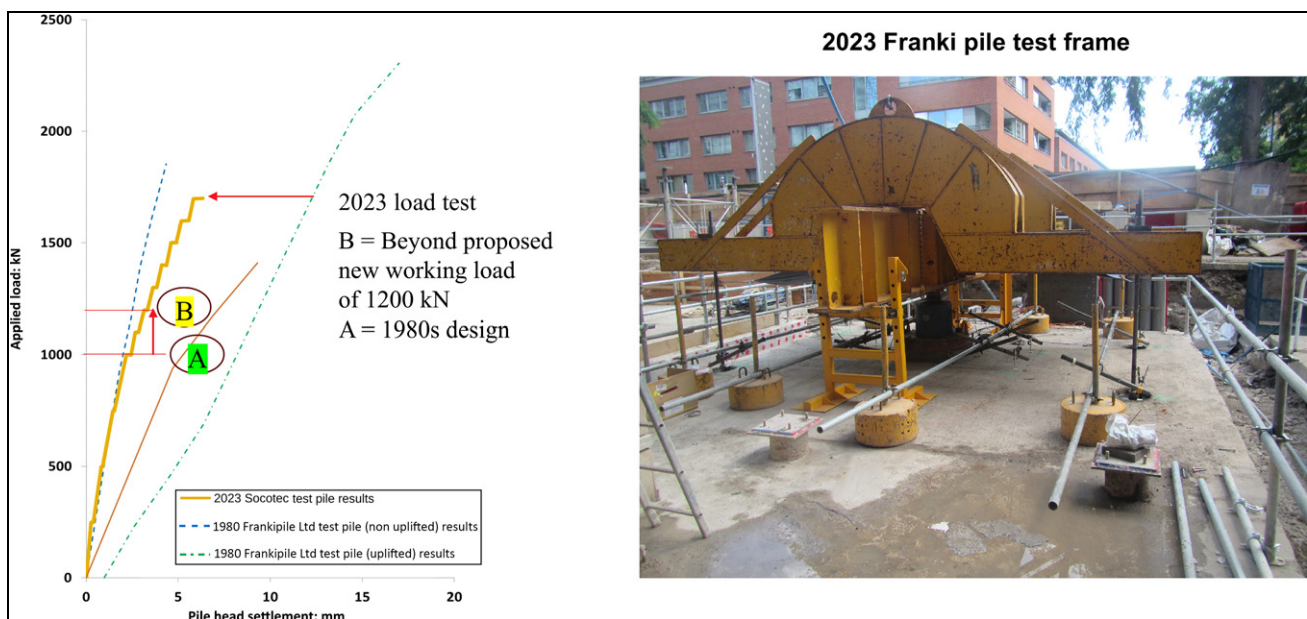 2500
2000
1500
1000
500
0
Applied load: kN
0
5
10
15
20
Pile head settlement: mm
2023 load test
B = Beyond proposed
new working load
of 1200 kN
A = 1980s design
B
A
2023 Socotec test pile results
1980 Frankipile Ltd test pile (non uplifted) results
1980 Frankipile Ltd test pile (uplifted) results
2023 Franki pile test frame